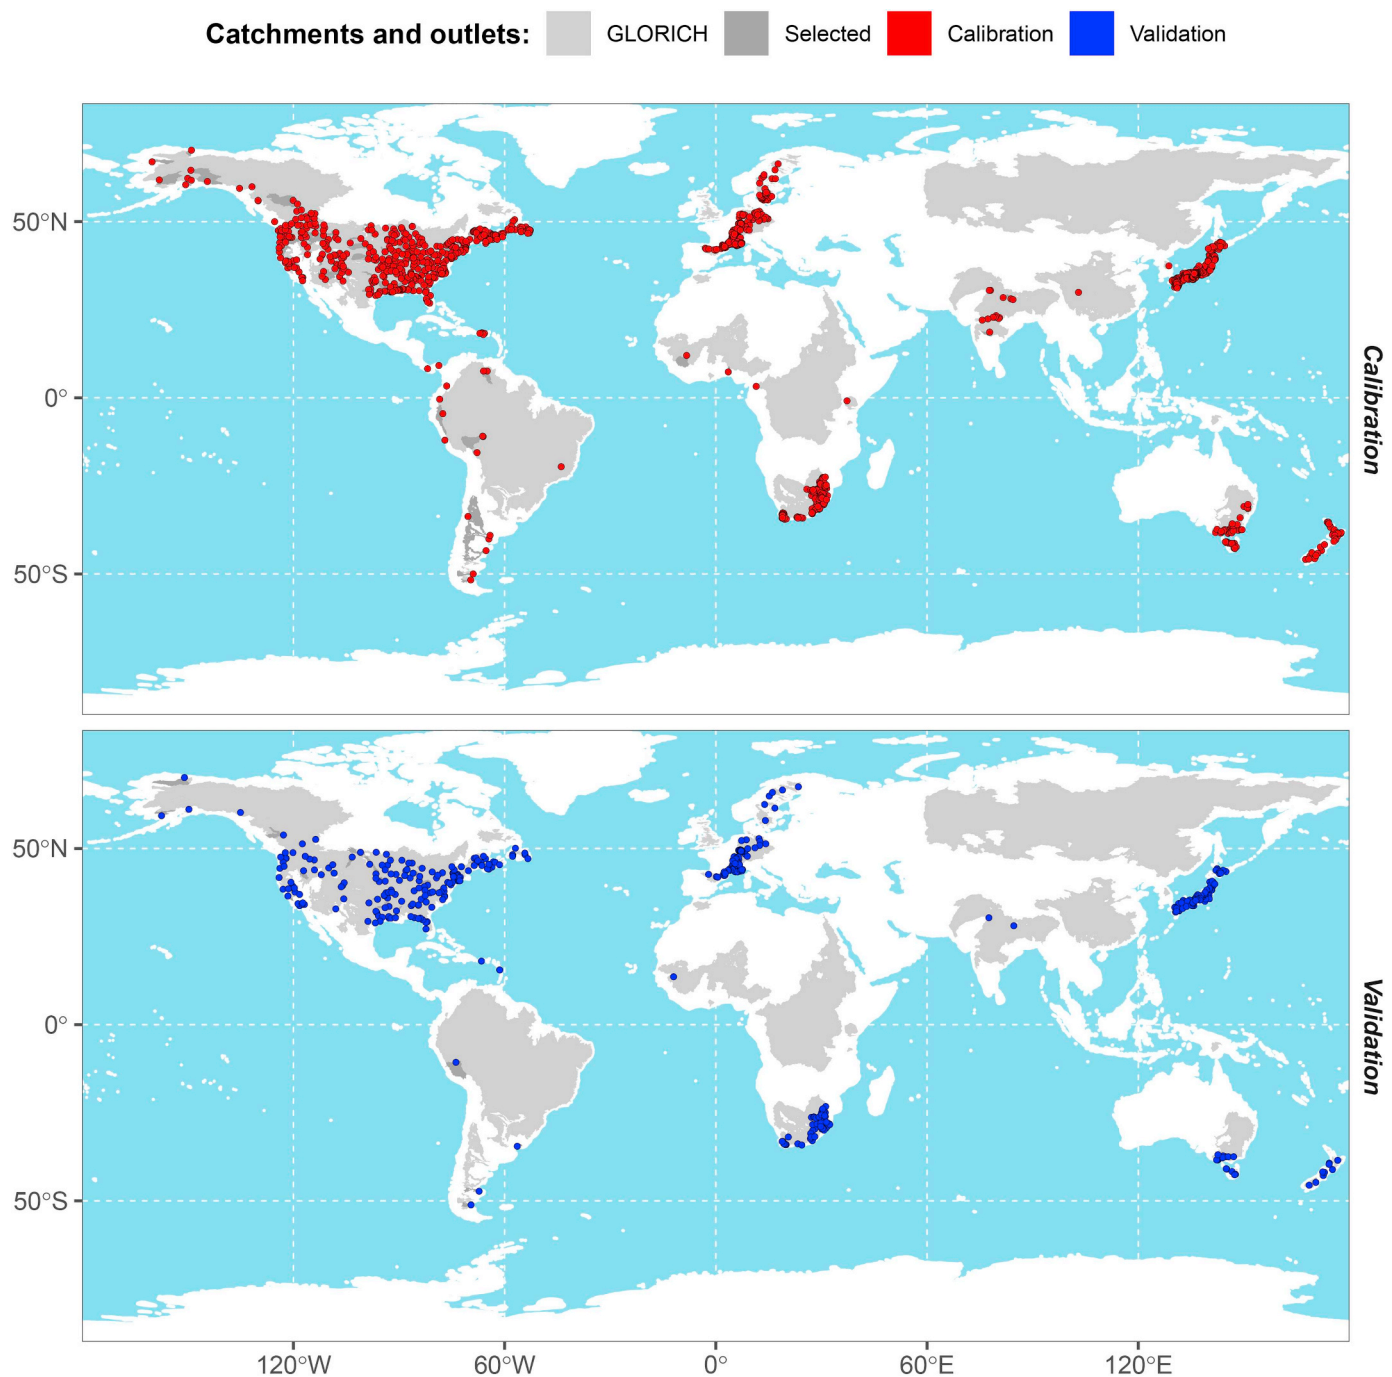 Catchments and outlets: GLORICH Selected Calibration Validation
50°N
0°
50°S
Calibration
50°N
0°
50°S
Validation
120°W 60°W 0° 60°E 120°E